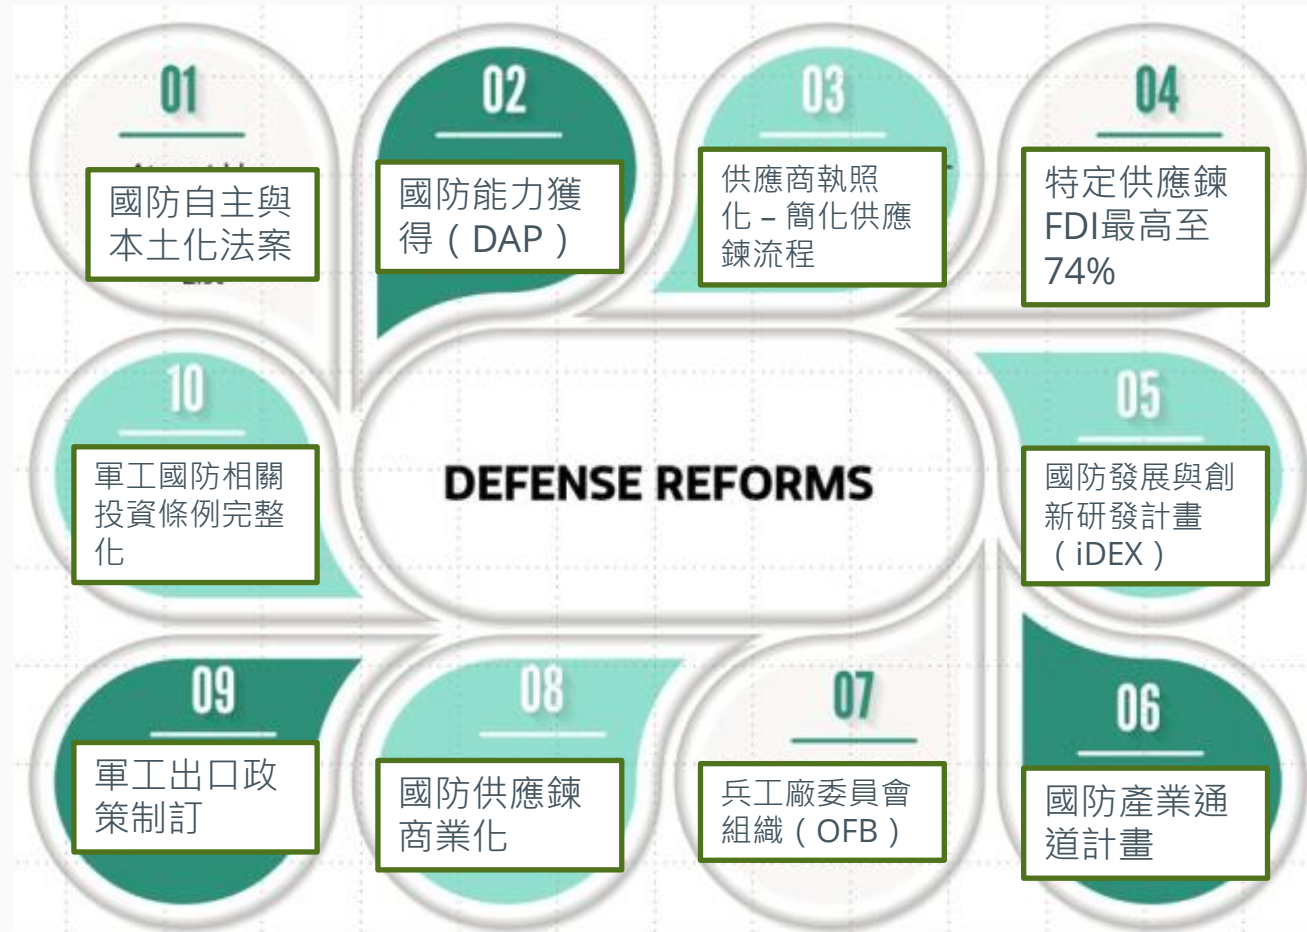 01
國防自主與
本土化法案
02
國防能力獲
得（DAP）
03
供應商執照
化 – 簡化供應
鍊流程
04
特定供應鍊
FDI最高至
74%
10
軍工國防相關
投資條例完整
化
DEFENSE REFORMS
05
國防發展與創
新研發計畫
（iDEX）
09
軍工出口政
策制訂
08
國防供應鍊
商業化
07
兵工廠委員會
組織（OFB）
06
國防產業通
道計畫